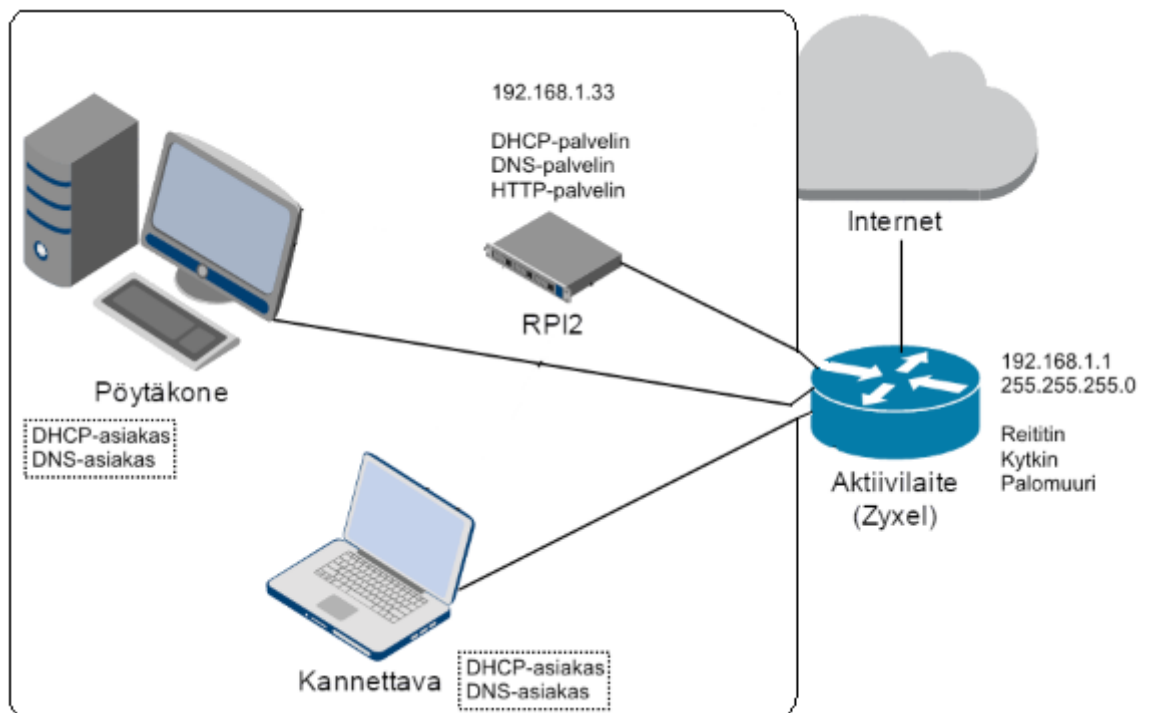 192.168.1.33
DHCP-palvelin
DNS-palvelin
HTTP-palvelin
RPI2
Internet
Pöytäkone
DHCP-asiakas
DNS-asiakas
192.168.1.1
255.255.255.0
Reititin
Kytkin
Palomuuri
Aktiivilaite
(Zyxel)
Kannettava
DHCP-asiakas
DNS-asiakas